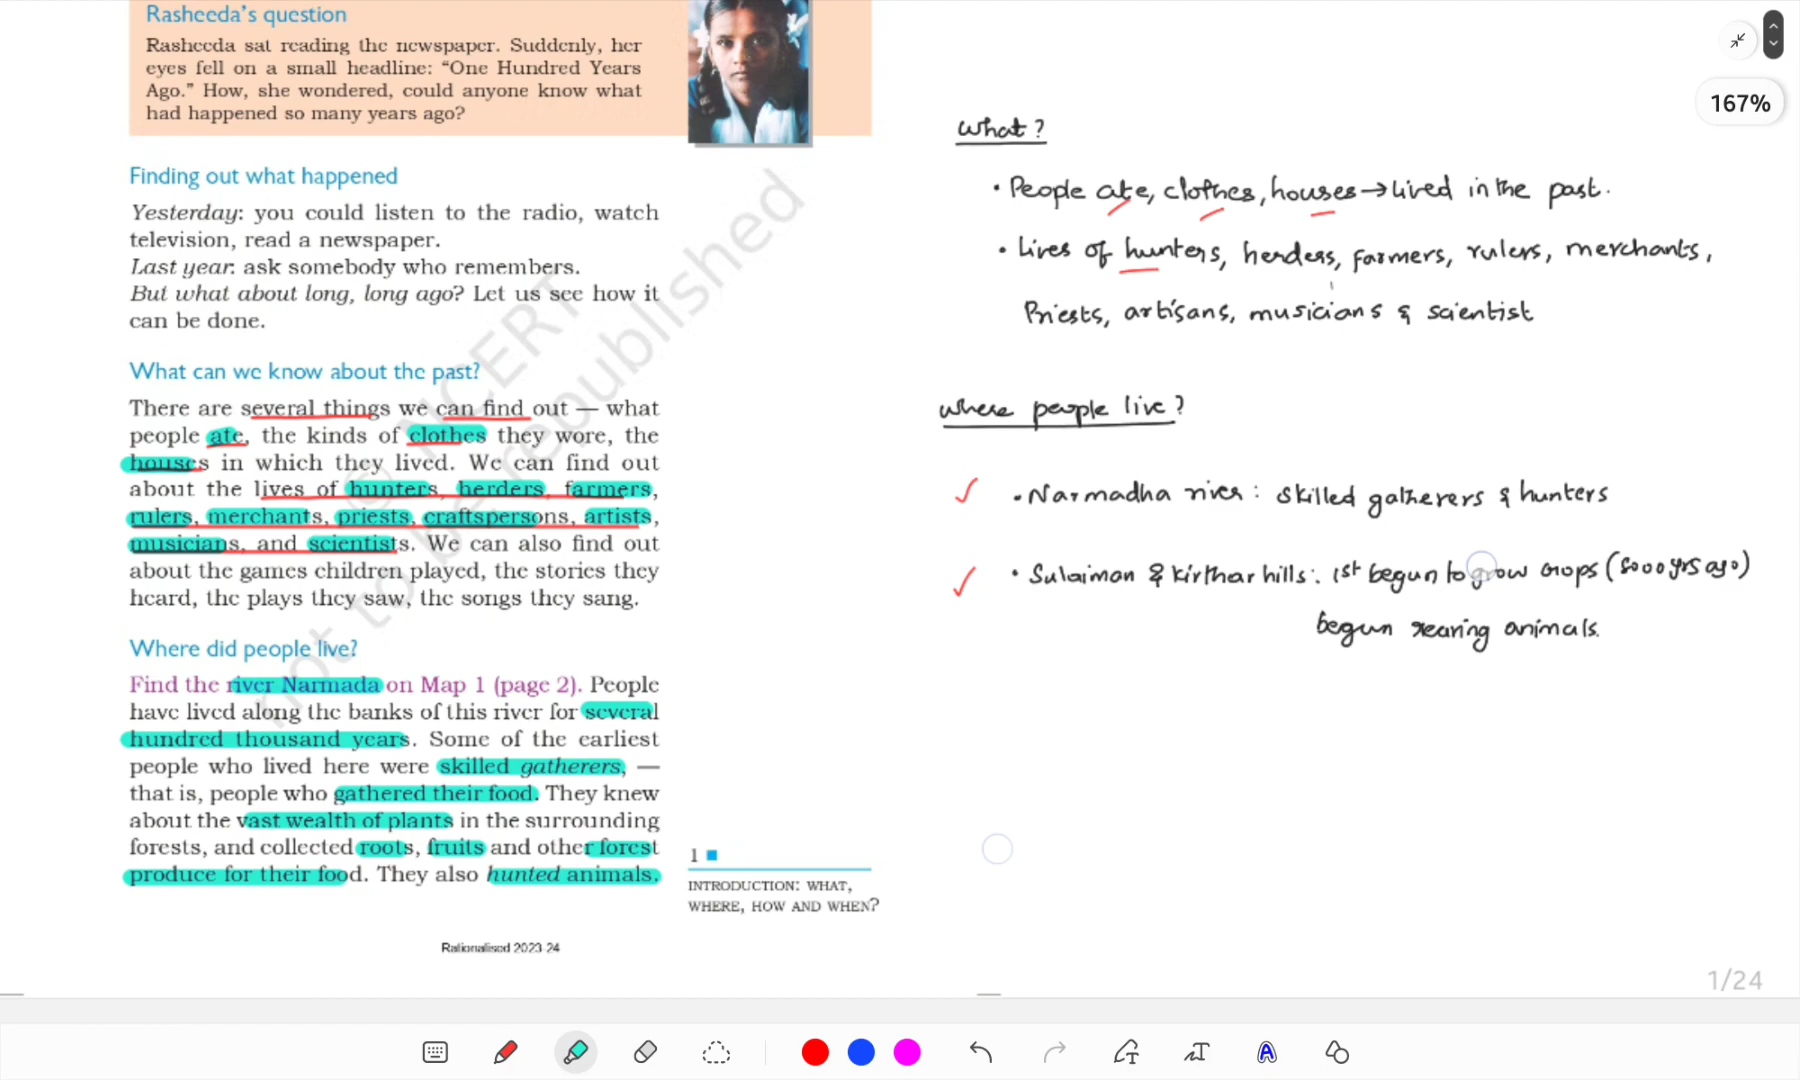 Rasheeda's question
Rasheeda sat reading the newspaper. Suddenly, her
eyes fell on a small headline: “One Hundred Years
Ago.” How, she wondered, could anyone know what
had happened so many years ago?
Finding out what happened
Yesterday: you could listen to the radio, watch
television, read a newspaper.
Last year: ask somebody who remembers.
But what about long, long ago? Let us see how it
can be done.
What can we know about the past?
There are several things we can find out — what
people ate, the kinds of clothes they wore, the
houses in which they lived. We can find out
about the lives of hunters, herders, farmers,
rulers, merchants, priests, craftspersons, artists,
musicians, and scientists. We can also find out
about the games children played, the stories they
heard, the plays they saw, the songs they sang.
Where did people live?
Find the river Narmada on Map 1 (page 2). People
have lived along the banks of this river for several
hundred thousand years. Some of the earliest
people who lived here were skilled gatherers, —
that is, people who gathered their food. They knew
about the vast wealth of plants in the surrounding
forests, and collected roots, fruits and other forest
produce for their food. They also hunted animals.
1
INTRODUCTION: WHAT,
WHERE, HOW AND WHEN?
Rationalised 2023-24
© NCERT
not to be republished
What?
• People ate, clothes, houses → lived in the past.
• Lives of hunters, herders, farmers, rulers, merchants,
Priests, artisans, musicians & scientist
Where people live?
• Narmadha river: skilled gatherers & hunters
• Sulaiman & kirthar hills: 1st begun to grow crops (8000 yrs ago)
begun rearing animals.
167%
1/24